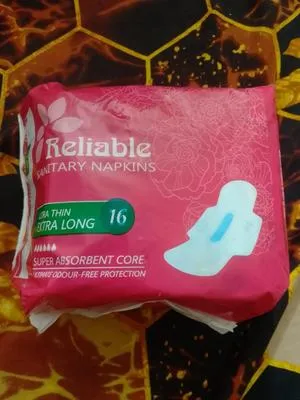 Reliable
SANITARY NAPKINS
ULTRA THIN
EXTRA LONG 16
SUPER ABSORBENT CORE
ODOUR-FREE PROTECTION